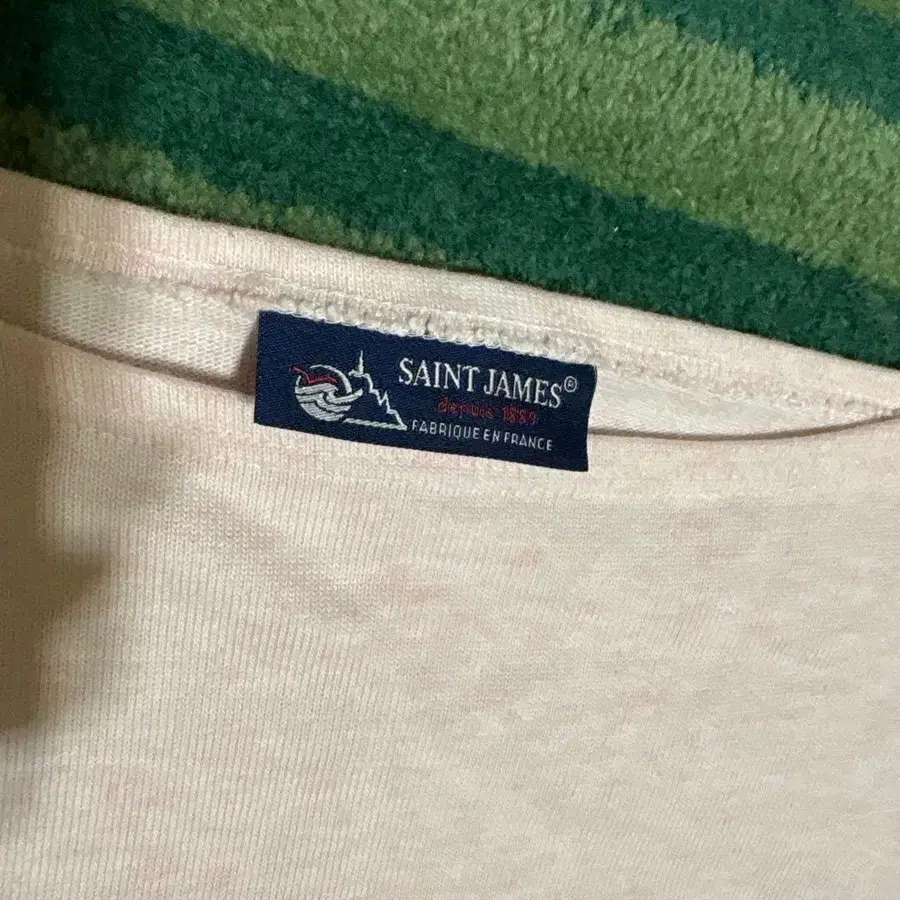 SAINT JAMES®
depuis 1889
FABRIQUE EN FRANCE